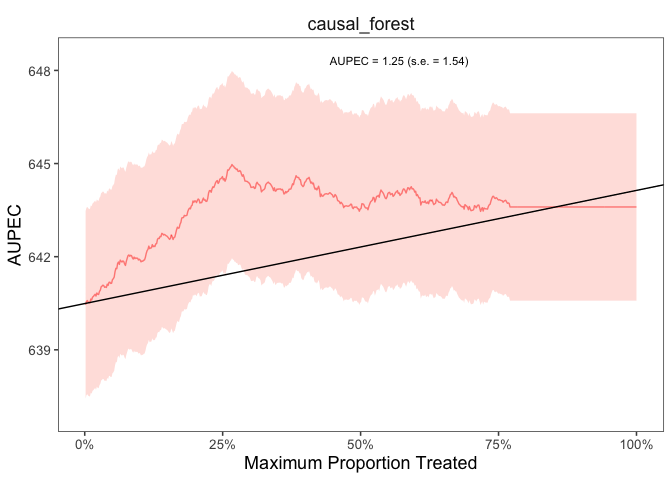 causal_forest
AUPEC = 1.25 (s.e. = 1.54)
648
645
642
639
AUPEC
0% 25% 50% 75% 100%
Maximum Proportion Treated